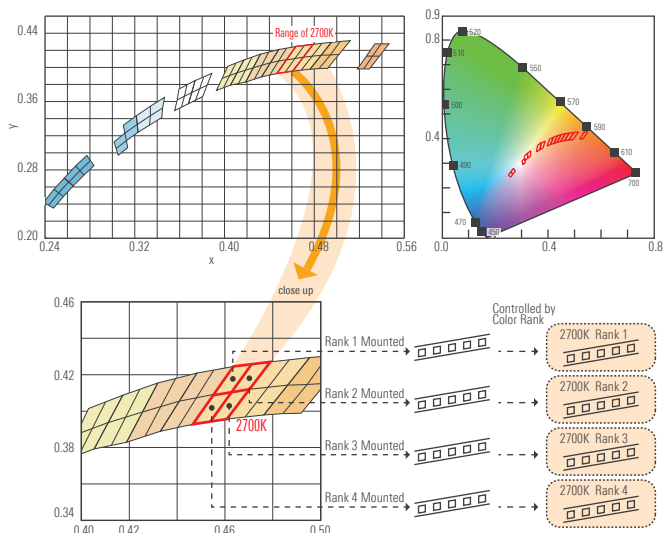 0.44
0.36
0.28
0.20
y
0.24
0.32
0.40
0.48
0.56
x
Range of 2700K
0.9
0.8
0.4
0.0
0.0
0.4
0.8
520
510
500
490
470
450
550
570
590
610
700
close up
0.46
0.42
0.38
0.34
0.40
0.42
0.46
0.50
2700K
Rank 1 Mounted
Rank 2 Mounted
Rank 3 Mounted
Rank 4 Mounted
Controlled by
Color Rank
2700K Rank 1
2700K Rank 2
2700K Rank 3
2700K Rank 4